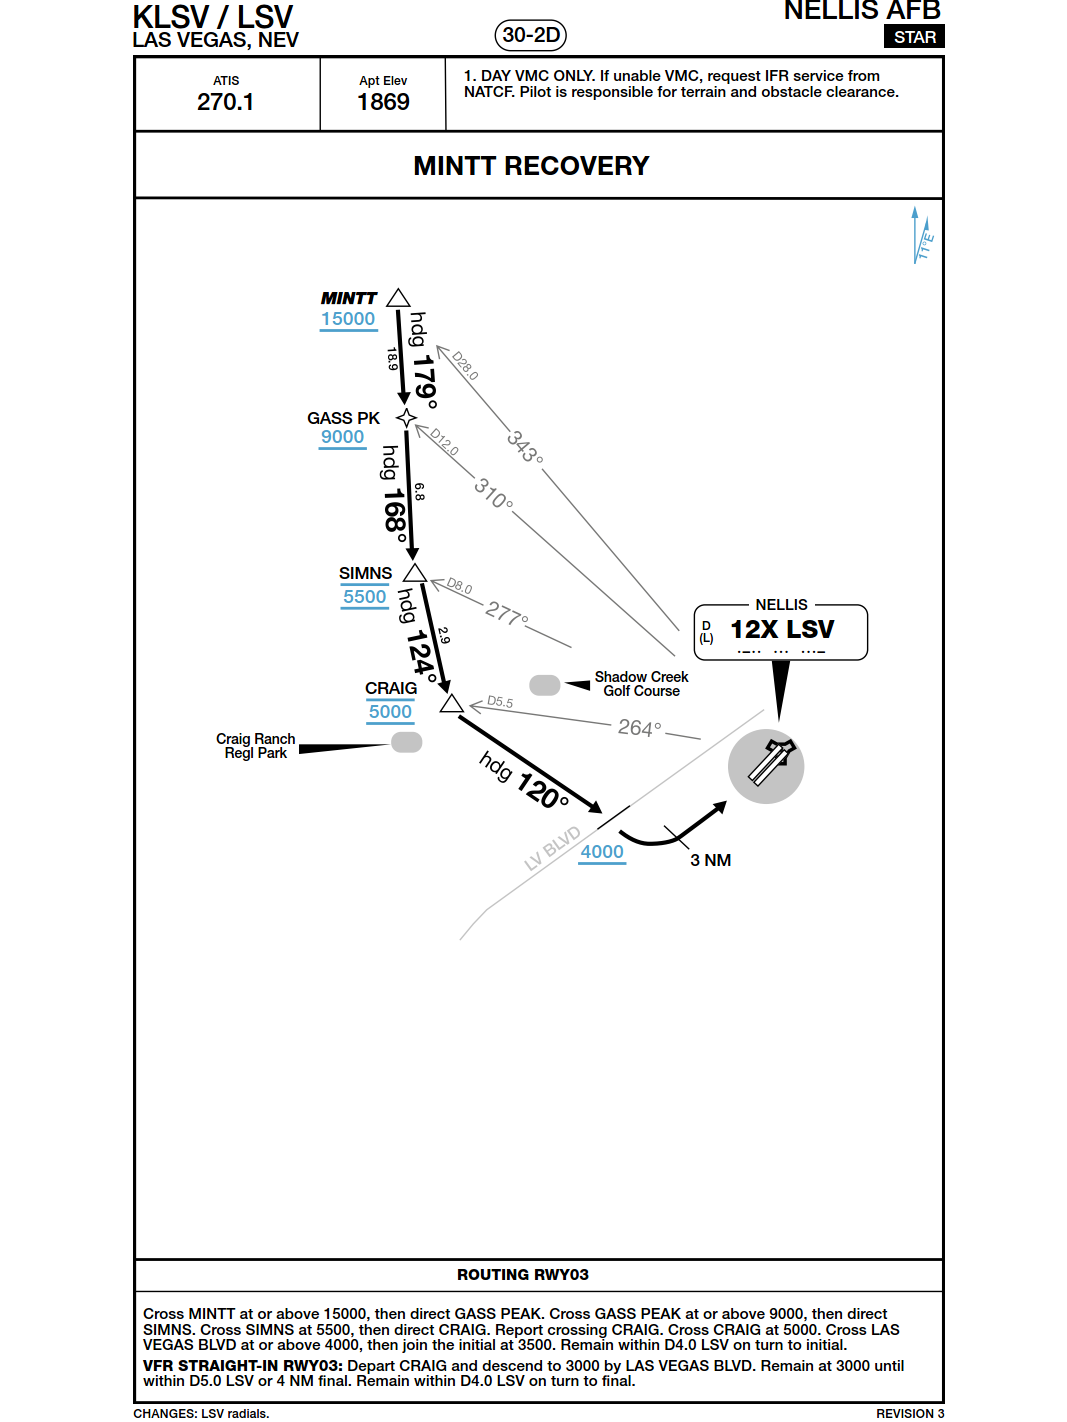 KLSV / LSV
LAS VEGAS, NEV
30-2D
NELLIS AFB
STAR
ATIS
270.1
Apt Elev
1869
1. DAY VMC ONLY. If unable VMC, request IFR service from
NATCF. Pilot is responsible for terrain and obstacle clearance.
MINTT RECOVERY
11°E
MINTT
15000
hdg 179°
18.9
D28.0
343°
GASS PK
9000
D12.0
310°
hdg 168°
6.8
SIMNS
5500
D8.0
277°
hdg 124°
2.9
NELLIS
D
(L)
12X LSV
Shadow Creek
Golf Course
CRAIG
5000
D5.5
264°
Craig Ranch
Regl Park
hdg 120°
LV BLVD
4000
3 NM
ROUTING RWY03
Cross MINTT at or above 15000, then direct GASS PEAK. Cross GASS PEAK at or above 9000, then direct
SIMNS. Cross SIMNS at 5500, then direct CRAIG. Report crossing CRAIG. Cross CRAIG at 5000. Cross LAS
VEGAS BLVD at or above 4000, then join the initial at 3500. Remain within D4.0 LSV on turn to initial.
VFR STRAIGHT-IN RWY03: Depart CRAIG and descend to 3000 by LAS VEGAS BLVD. Remain at 3000 until
within D5.0 LSV or 4 NM final. Remain within D4.0 LSV on turn to final.
CHANGES: LSV radials.
REVISION 3